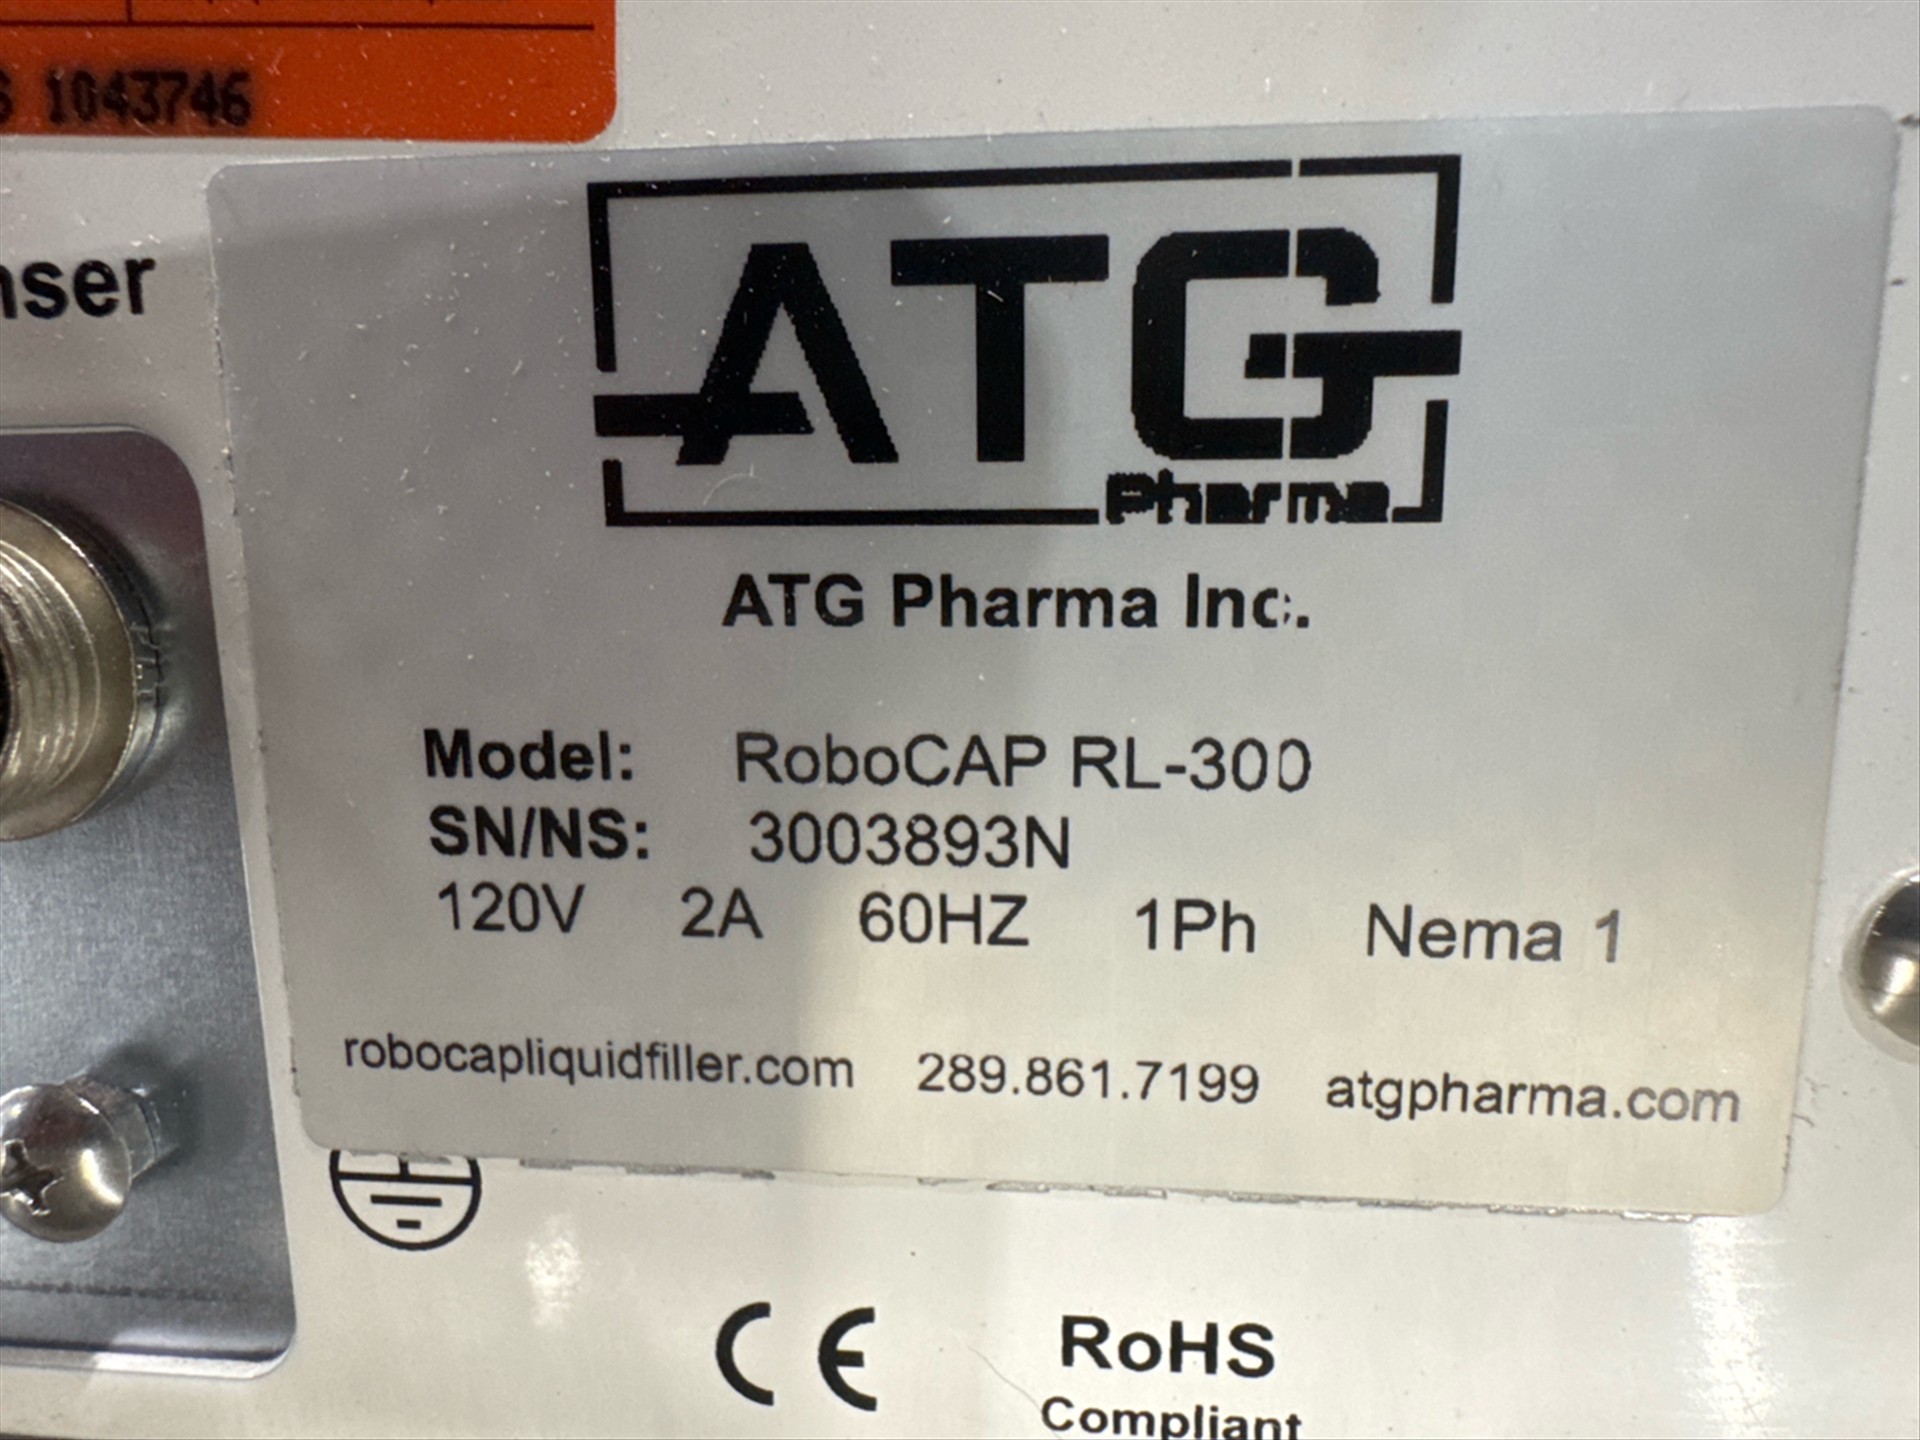 1043746
nser
ATG
Pharma
ATG Pharma Inc.
Model: RoboCAP RL-300
SN/NS: 3003893N
120V 2A 60HZ 1Ph Nema 1
robocapliquidfiller.com 289.861.7199 atgpharma.com
CE
RoHS
Compliant